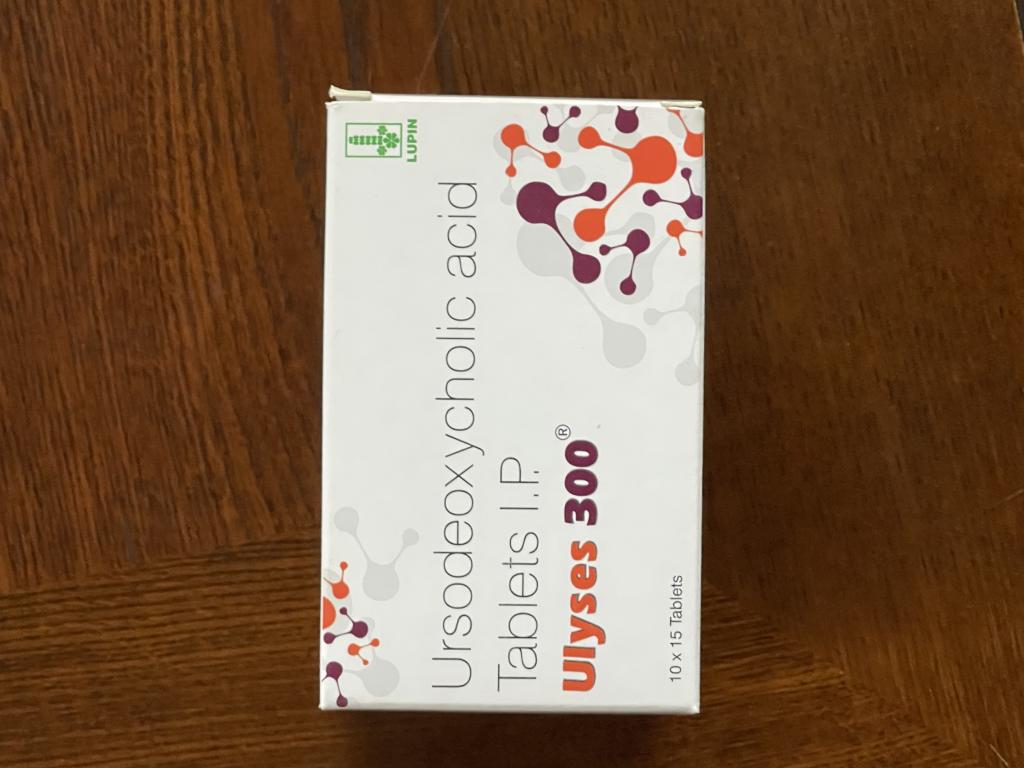 LUPIN
Ursodeoxycholic acid
Tablets I.P.
Ulyses 300®
10 x 15 Tablets